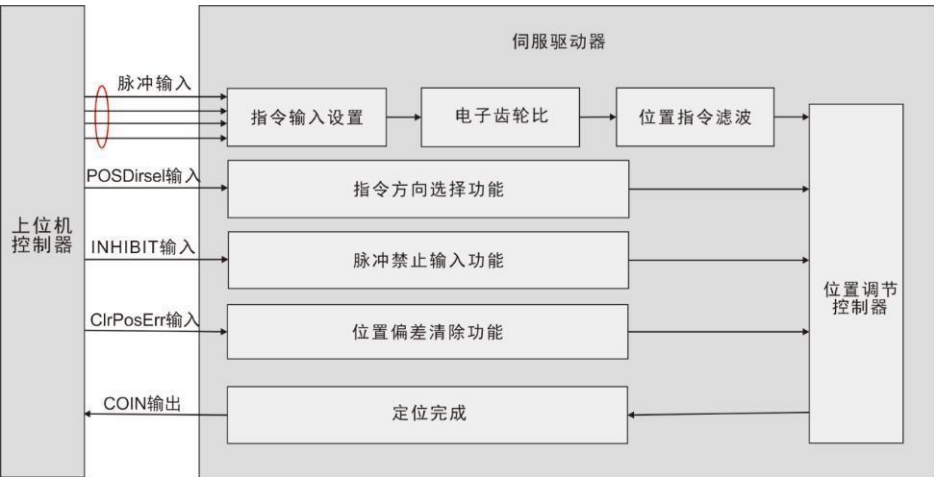 伺服驱动器
脉冲输入
指令输入设置
电子齿轮比
位置指令滤波
POSDirsel输入
指令方向选择功能
上位机
控制器
INHIBIT输入
脉冲禁止输入功能
位置调节
控制器
ClrPosErr输入
位置偏差清除功能
COIN输出
定位完成